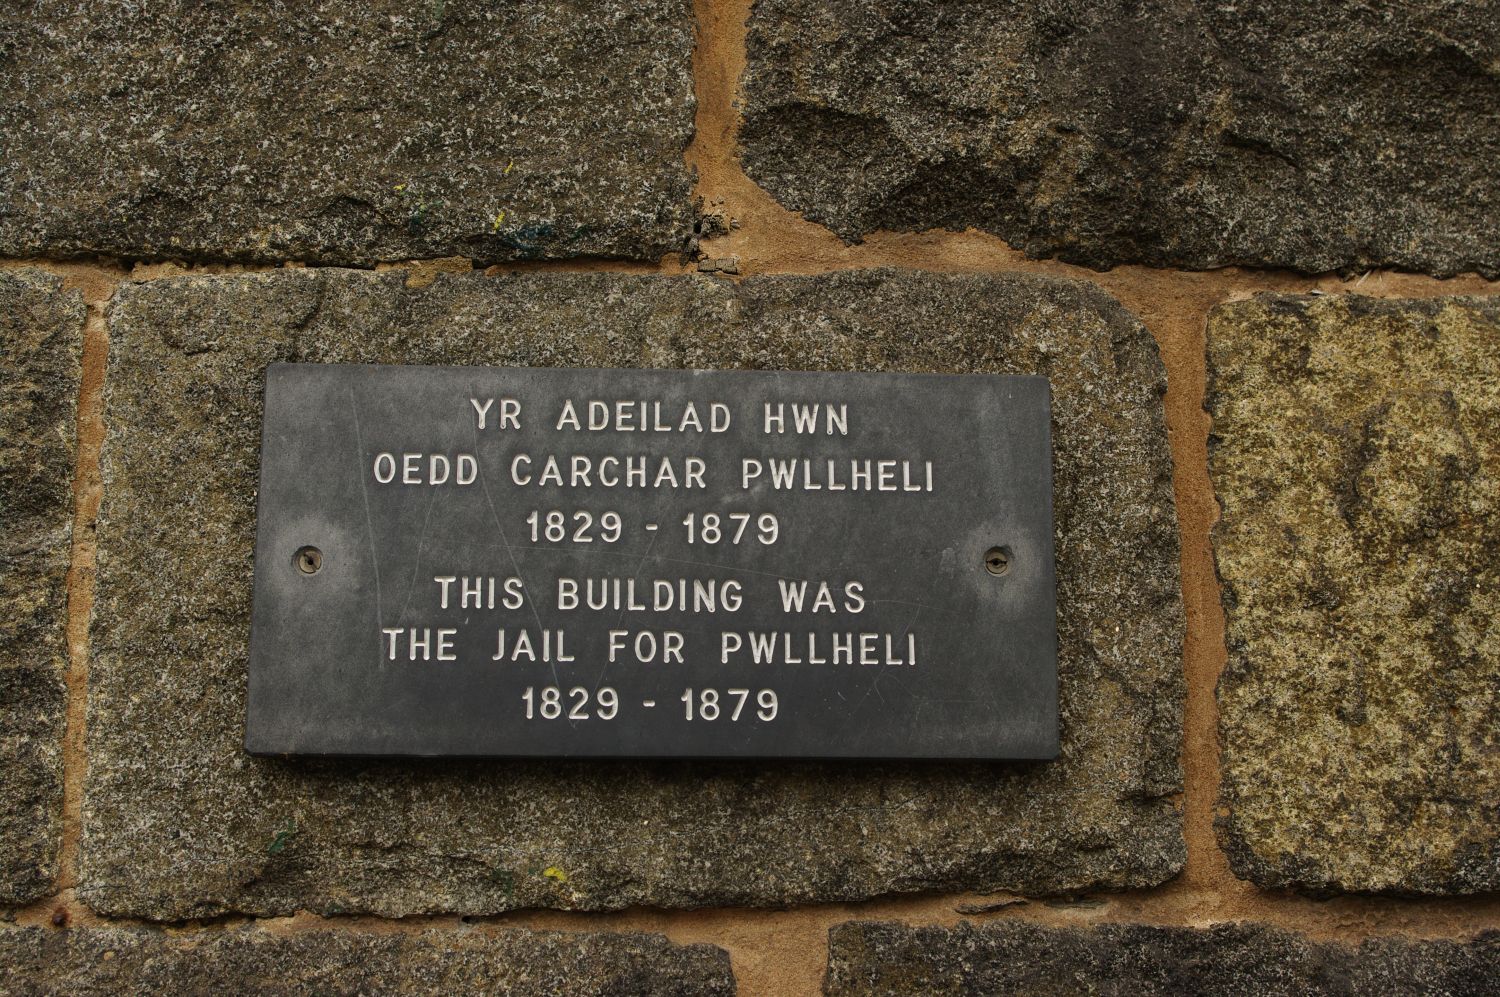 YR ADEILAD HWN
OEDD CARCHAR PWLLHELI
1829 - 1879
THIS BUILDING WAS
THE JAIL FOR PWLLHELI
1829 - 1879